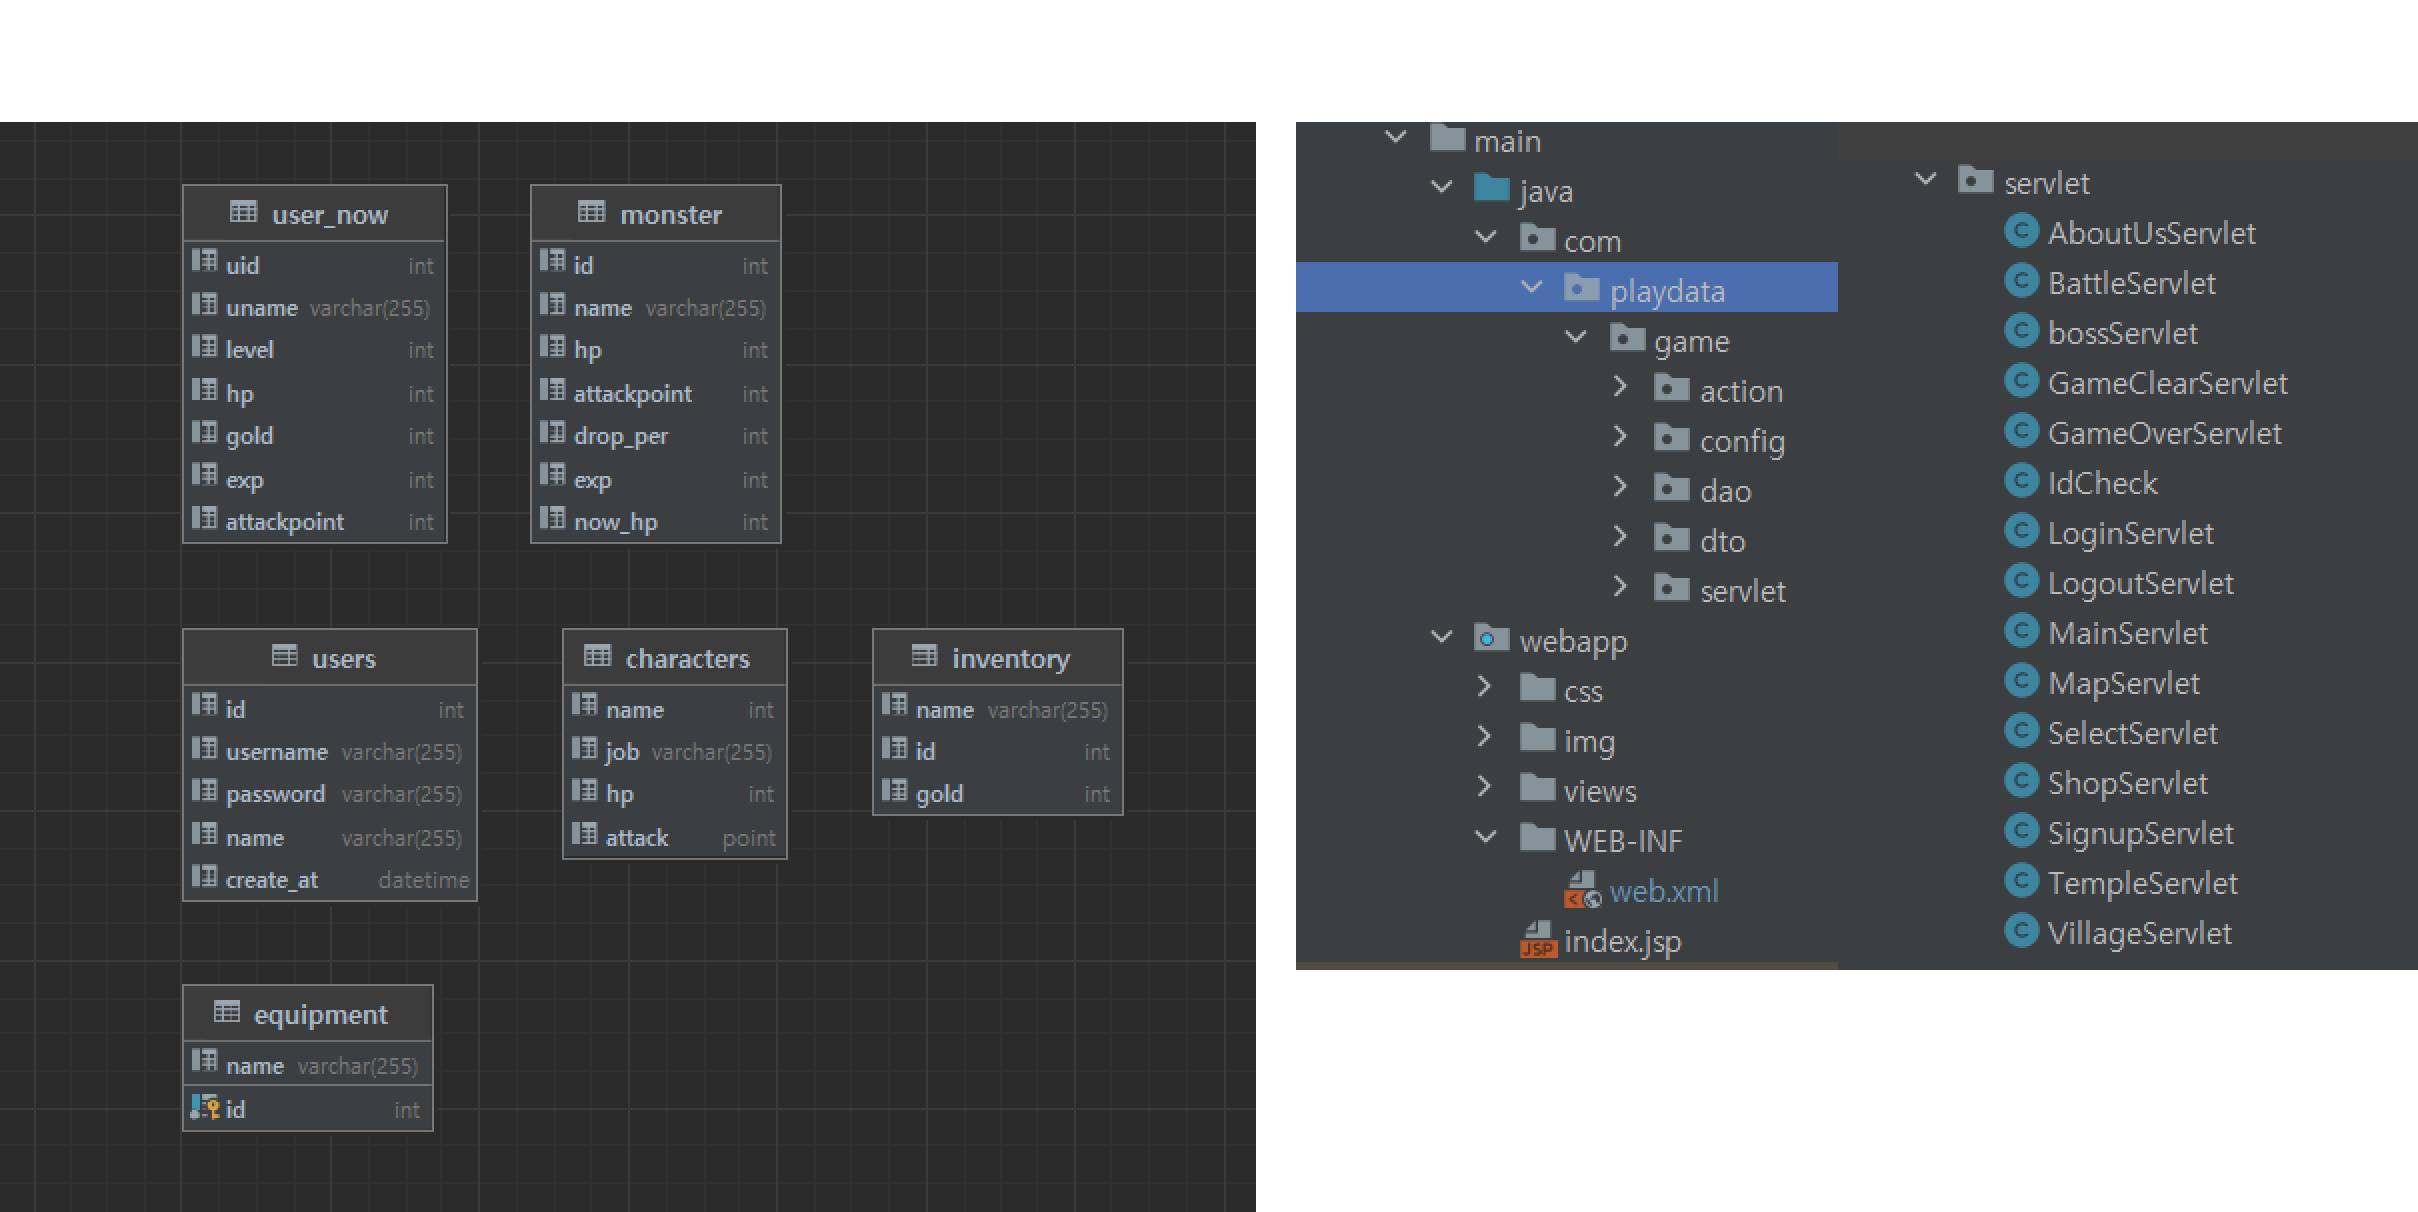 user_now
uid int
uname varchar(255)
level int
hp int
gold int
exp int
attackpoint int
monster
id int
name varchar(255)
hp int
attackpoint int
drop_per int
exp int
now_hp int
users
id int
username varchar(255)
password varchar(255)
name varchar(255)
create_at datetime
characters
name int
job varchar(255)
hp int
attack point
inventory
name varchar(255)
id int
gold int
equipment
name varchar(255)
id int
main
java
com
playdata
game
action
config
dao
dto
servlet
webapp
css
img
views
WEB-INF
web.xml
index.jsp
servlet
AboutUsServlet
BattleServlet
bossServlet
GameClearServlet
GameOverServlet
IdCheck
LoginServlet
LogoutServlet
MainServlet
MapServlet
SelectServlet
ShopServlet
SignupServlet
TempleServlet
VillageServlet